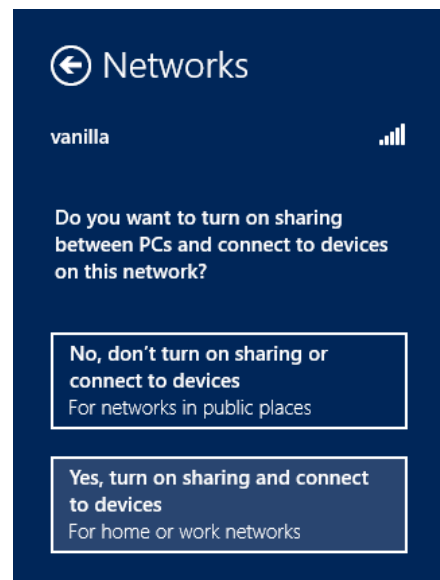 Networks
vanilla
Do you want to turn on sharing
between PCs and connect to devices
on this network?
No, don’t turn on sharing or
connect to devices
For networks in public places
Yes, turn on sharing and connect
to devices
For home or work networks